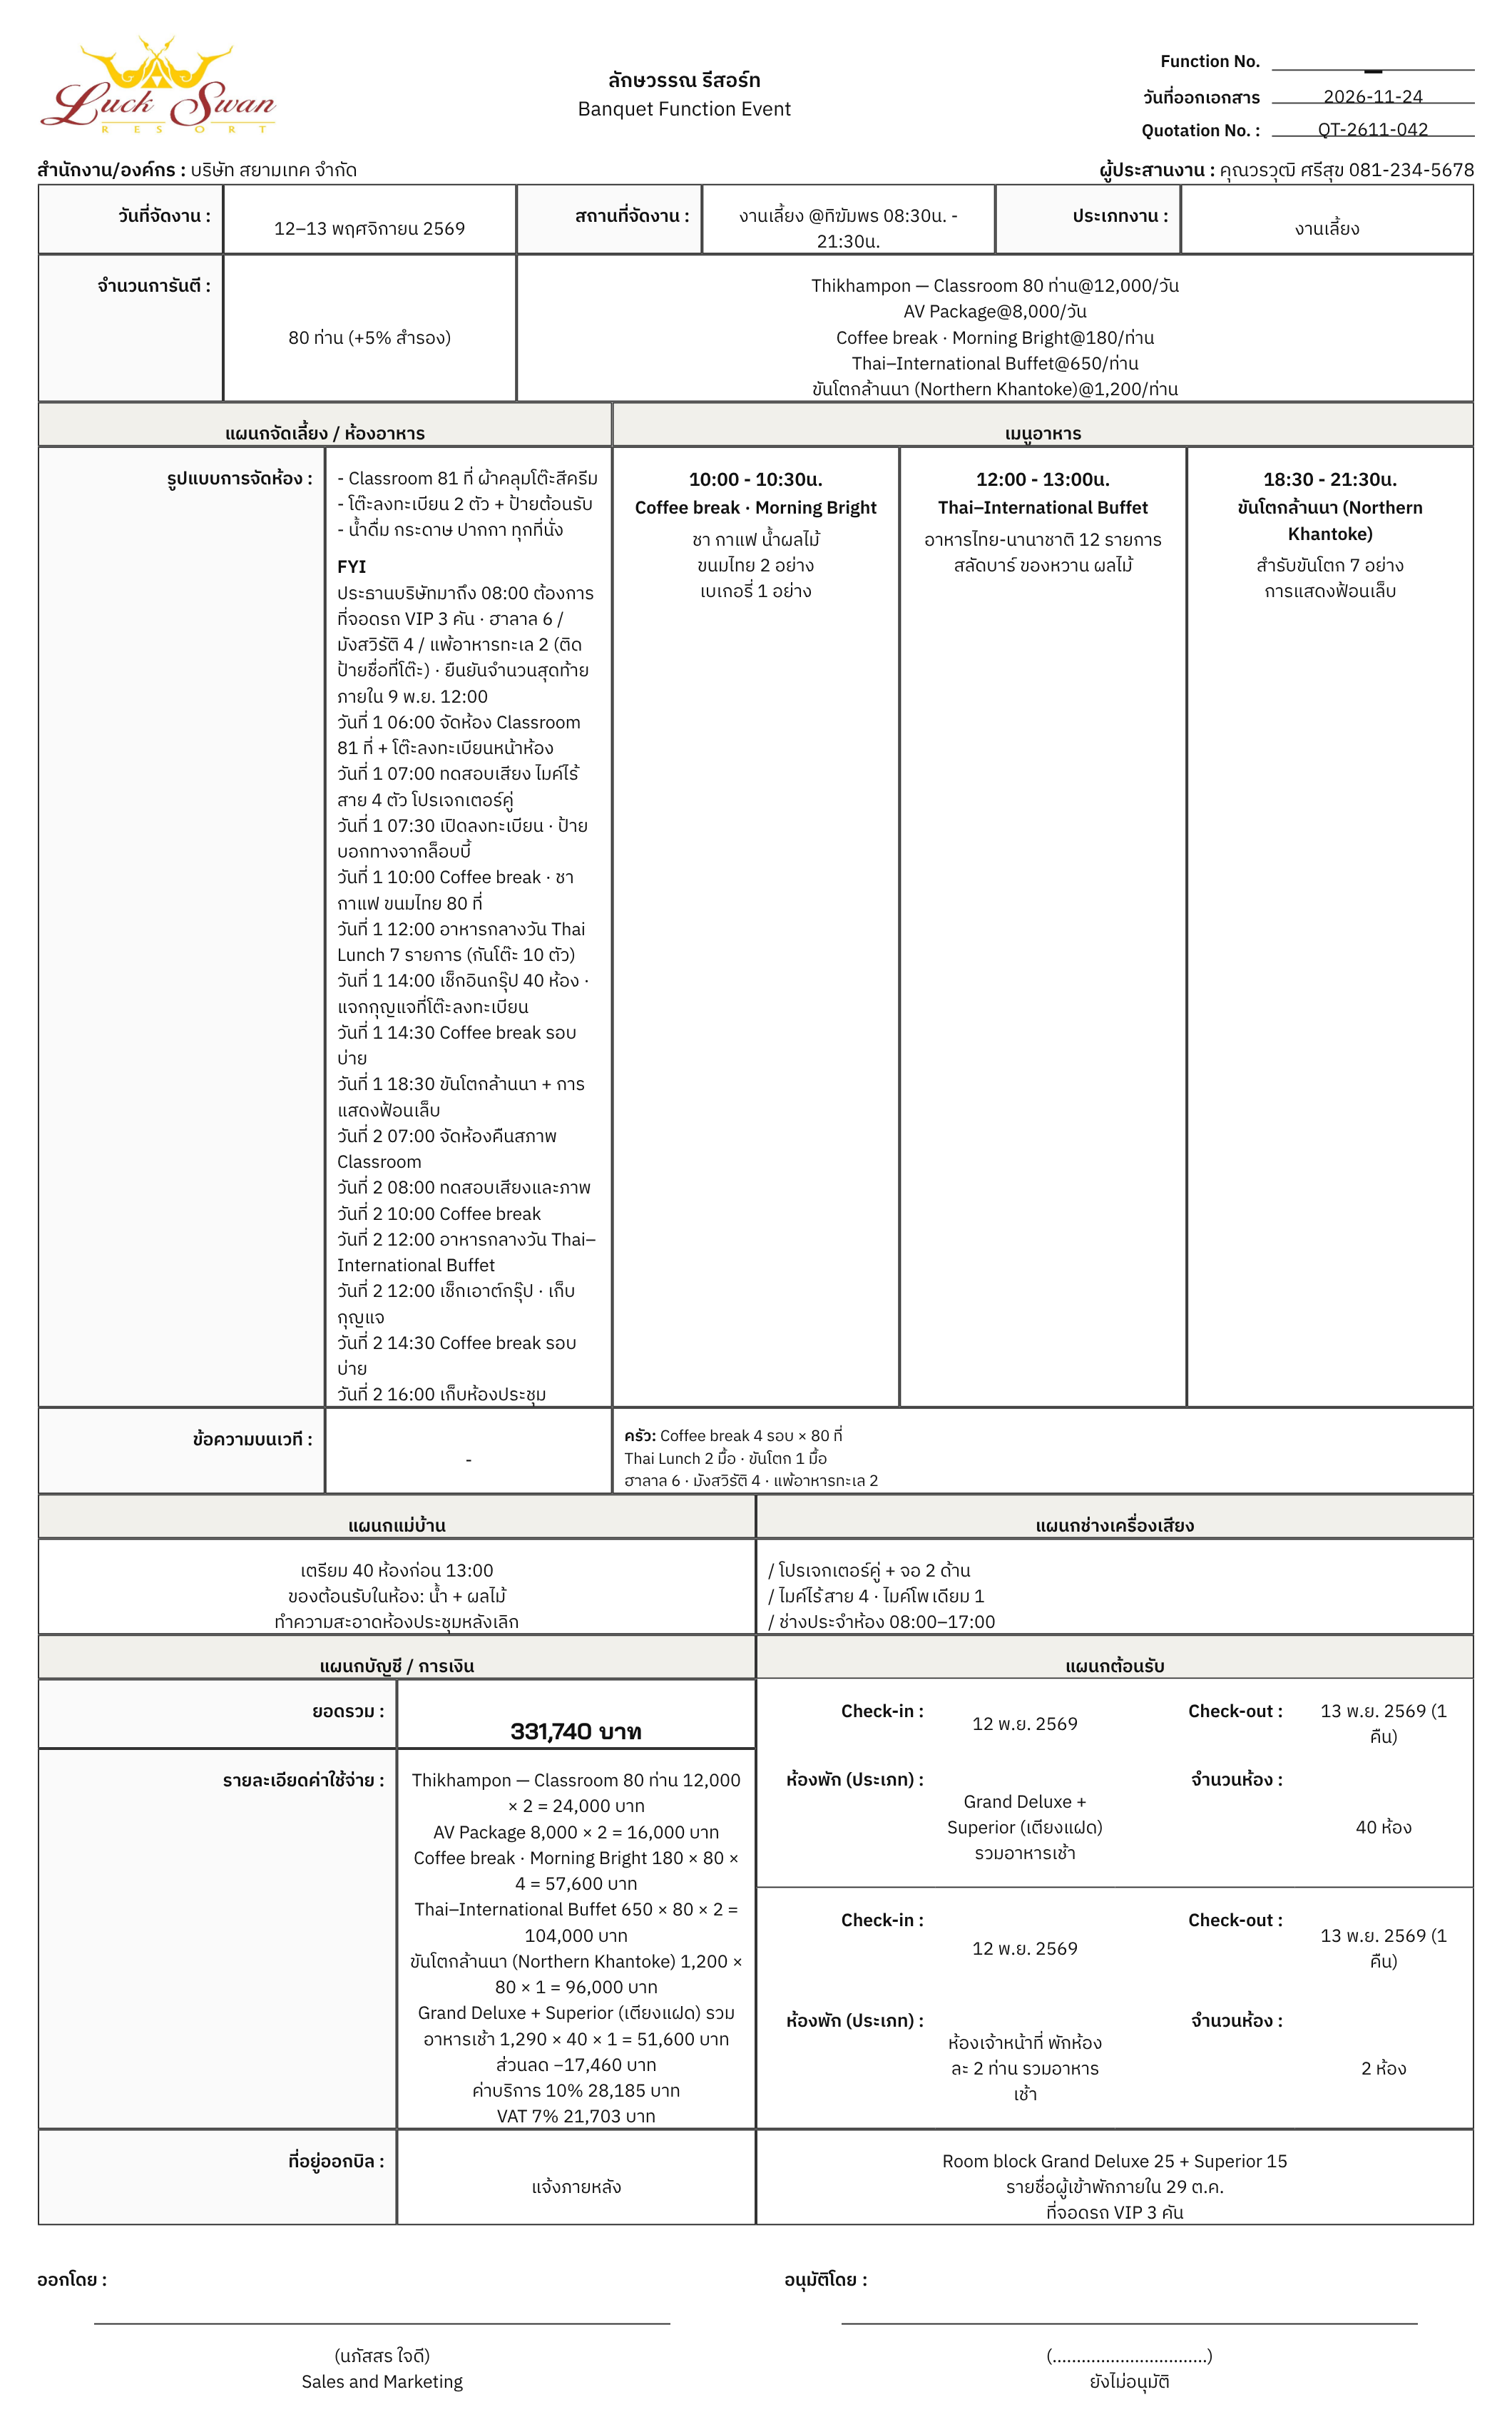 Luck Swan
RESORT
ลักษวรรณ รีสอร์ท
Banquet Function Event
Function No.
วันที่ออกเอกสาร 2026-11-24
Quotation No. : QT-2611-042
สำนักงาน/องค์กร : บริษัท สยามเทค จำกัด
ผู้ประสานงาน : คุณวรวุฒิ ศรีสุข 081-234-5678
วันที่จัดงาน :
12–13 พฤศจิกายน 2569
สถานที่จัดงาน :
งานเลี้ยง @ทิฆัมพร 08:30น. -
21:30น.
ประเภทงาน :
งานเลี้ยง
จำนวนการันตี :
80 ท่าน (+5% สำรอง)
Thikhampon — Classroom 80 ท่าน@12,000/วัน
AV Package@8,000/วัน
Coffee break · Morning Bright@180/ท่าน
Thai–International Buffet@650/ท่าน
ขันโตกล้านนา (Northern Khantoke)@1,200/ท่าน
แผนกจัดเลี้ยง / ห้องอาหาร
เมนูอาหาร
รูปแบบการจัดห้อง :
- Classroom 81 ที่ ผ้าคลุมโต๊ะสีครีม
- โต๊ะลงทะเบียน 2 ตัว + ป้ายต้อนรับ
- น้ำดื่ม กระดาษ ปากกา ทุกที่นั่ง
FYI
ประธานบริษัทมาถึง 08:00 ต้องการ
ที่จอดรถ VIP 3 คัน · ฮาลาล 6 /
มังสวิรัติ 4 / แพ้อาหารทะเล 2 (ติด
ป้ายชื่อที่โต๊ะ) · ยืนยันจำนวนสุดท้าย
ภายใน 9 พ.ย. 12:00
วันที่ 1 06:00 จัดห้อง Classroom
81 ที่ + โต๊ะลงทะเบียนหน้าห้อง
วันที่ 1 07:00 ทดสอบเสียง ไมค์ไร้
สาย 4 ตัว โปรเจกเตอร์คู่
วันที่ 1 07:30 เปิดลงทะเบียน · ป้าย
บอกทางจากล็อบบี้
วันที่ 1 10:00 Coffee break · ชา
กาแฟ ขนมไทย 80 ที่
วันที่ 1 12:00 อาหารกลางวัน Thai
Lunch 7 รายการ (กันโต๊ะ 10 ตัว)
วันที่ 1 14:00 เช็กอินกรุ๊ป 40 ห้อง ·
แจกกุญแจที่โต๊ะลงทะเบียน
วันที่ 1 14:30 Coffee break รอบ
บ่าย
วันที่ 1 18:30 ขันโตกล้านนา + การ
แสดงฟ้อนเล็บ
วันที่ 2 07:00 จัดห้องคืนสภาพ
Classroom
วันที่ 2 08:00 ทดสอบเสียงและภาพ
วันที่ 2 10:00 Coffee break
วันที่ 2 12:00 อาหารกลางวัน Thai–
International Buffet
วันที่ 2 12:00 เช็กเอาต์กรุ๊ป · เก็บ
กุญแจ
วันที่ 2 14:30 Coffee break รอบ
บ่าย
วันที่ 2 16:00 เก็บห้องประชุม
10:00 - 10:30น.
Coffee break · Morning Bright
ชา กาแฟ น้ำผลไม้
ขนมไทย 2 อย่าง
เบเกอรี่ 1 อย่าง
12:00 - 13:00น.
Thai–International Buffet
อาหารไทย-นานาชาติ 12 รายการ
สลัดบาร์ ของหวาน ผลไม้
18:30 - 21:30น.
ขันโตกล้านนา (Northern
Khantoke)
สำรับขันโตก 7 อย่าง
การแสดงฟ้อนเล็บ
ข้อความบนเวที :
-
ครัว: Coffee break 4 รอบ × 80 ที่
Thai Lunch 2 มื้อ · ขันโตก 1 มื้อ
ฮาลาล 6 · มังสวิรัติ 4 · แพ้อาหารทะเล 2
แผนกแม่บ้าน
แผนกช่างเครื่องเสียง
เตรียม 40 ห้องก่อน 13:00
ของต้อนรับในห้อง: น้ำ + ผลไม้
ทำความสะอาดห้องประชุมหลังเลิก
/ โปรเจกเตอร์คู่ + จอ 2 ด้าน
/ ไมค์ไร้สาย 4 · ไมค์โพเดียม 1
/ ช่างประจำห้อง 08:00–17:00
แผนกบัญชี / การเงิน
แผนกต้อนรับ
ยอดรวม :
331,740 บาท
รายละเอียดค่าใช้จ่าย :
Thikhampon — Classroom 80 ท่าน 12,000
× 2 = 24,000 บาท
AV Package 8,000 × 2 = 16,000 บาท
Coffee break · Morning Bright 180 × 80 ×
4 = 57,600 บาท
Thai–International Buffet 650 × 80 × 2 =
104,000 บาท
ขันโตกล้านนา (Northern Khantoke) 1,200 ×
80 × 1 = 96,000 บาท
Grand Deluxe + Superior (เตียงแฝด) รวม
อาหารเช้า 1,290 × 40 × 1 = 51,600 บาท
ส่วนลด −17,460 บาท
ค่าบริการ 10% 28,185 บาท
VAT 7% 21,703 บาท
Check-in :
12 พ.ย. 2569
Check-out :
13 พ.ย. 2569 (1
คืน)
ห้องพัก (ประเภท) :
Grand Deluxe +
Superior (เตียงแฝด)
รวมอาหารเช้า
จำนวนห้อง :
40 ห้อง
Check-in :
12 พ.ย. 2569
Check-out :
13 พ.ย. 2569 (1
คืน)
ห้องพัก (ประเภท) :
ห้องเจ้าหน้าที่ พักห้อง
ละ 2 ท่าน รวมอาหาร
เช้า
จำนวนห้อง :
2 ห้อง
ที่อยู่ออกบิล :
แจ้งภายหลัง
Room block Grand Deluxe 25 + Superior 15
รายชื่อผู้เข้าพักภายใน 29 ต.ค.
ที่จอดรถ VIP 3 คัน
ออกโดย :
อนุมัติโดย :
(นภัสสร ใจดี)
Sales and Marketing
(................................)
ยังไม่อนุมัติ